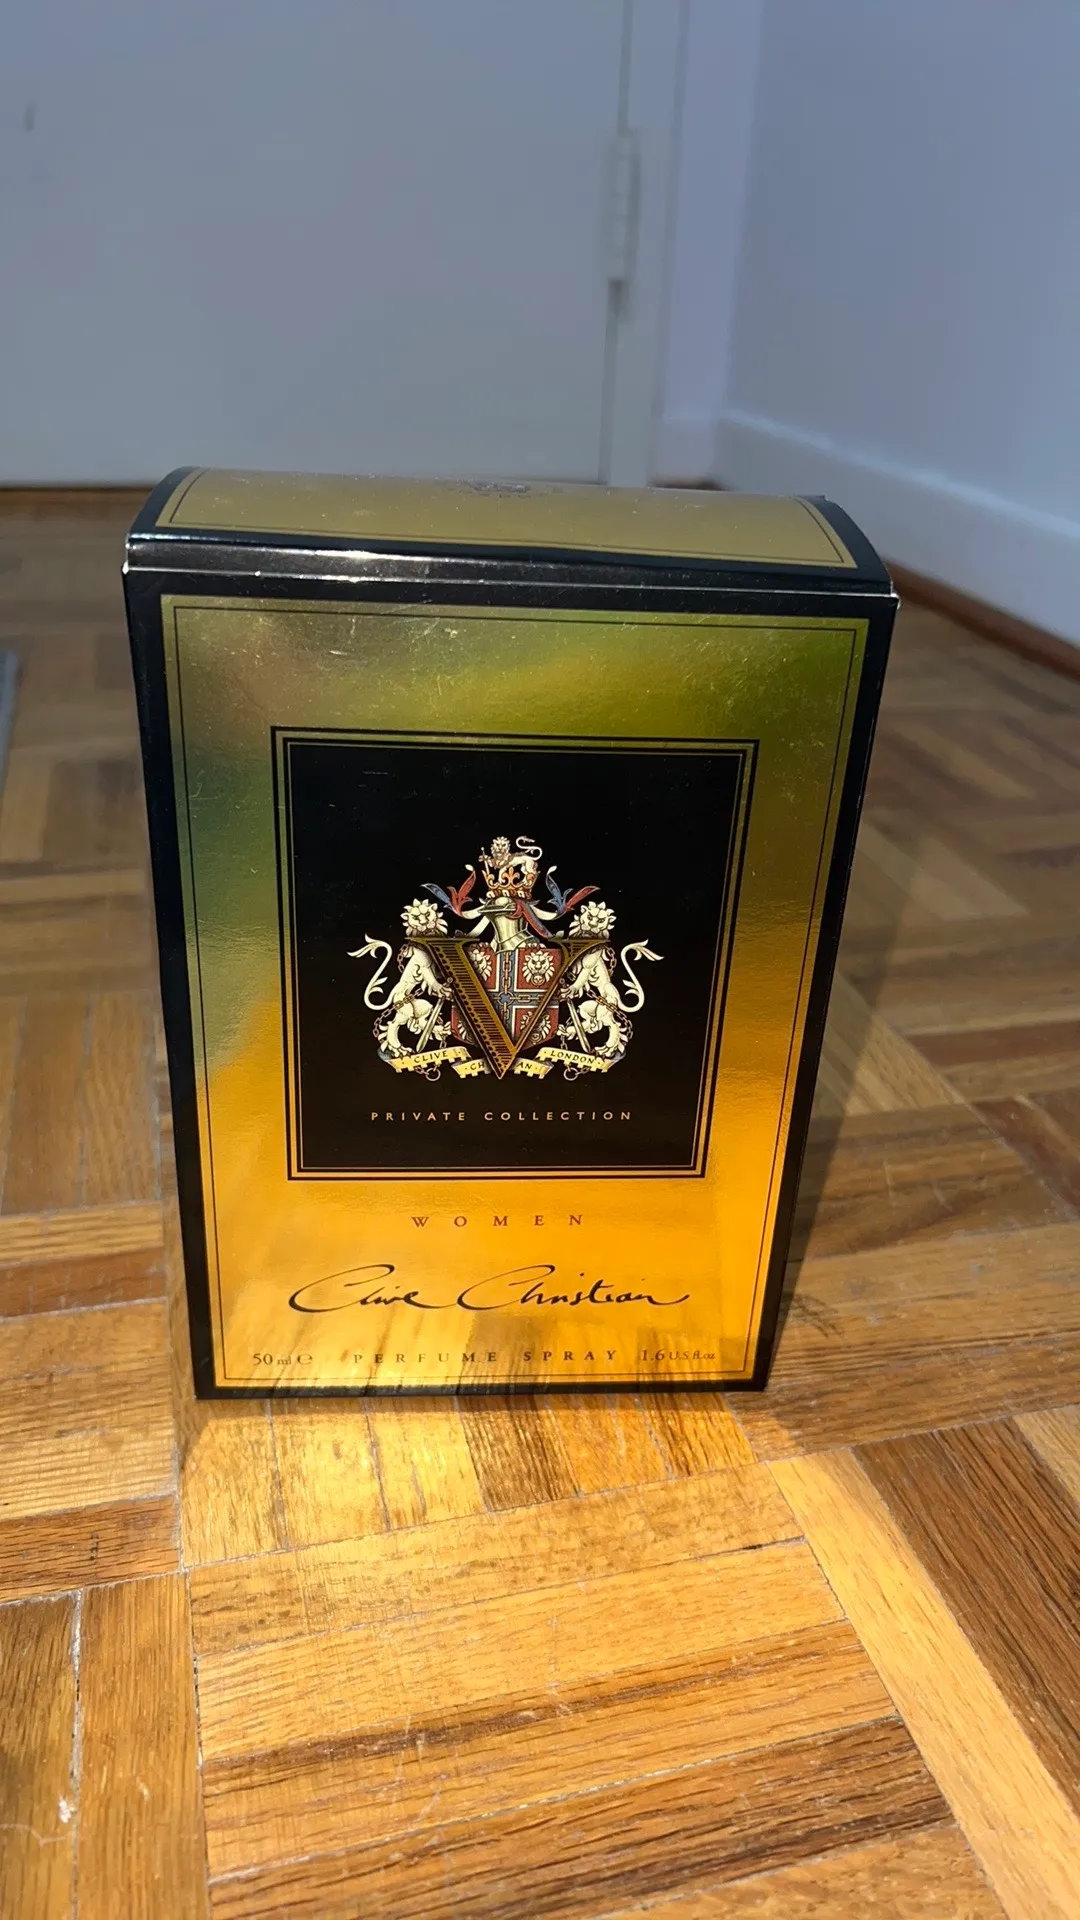 V
CLIVE
LONDON
PRIVATE COLLECTION
WOMEN
Clive Christian
50 ml e PERFUME SPRAY 1.6 U.S fl.oz